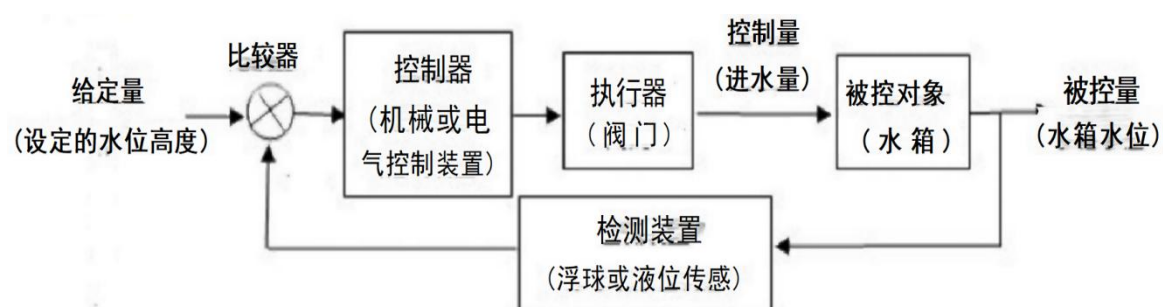 给定量
(设定的水位高度)
比较器
控制器
(机械或电
气控制装置)
执行器
(阀门)
控制量
(进水量)
被控对象
(水箱)
被控量
(水箱水位)
检测装置
(浮球或液位传感)